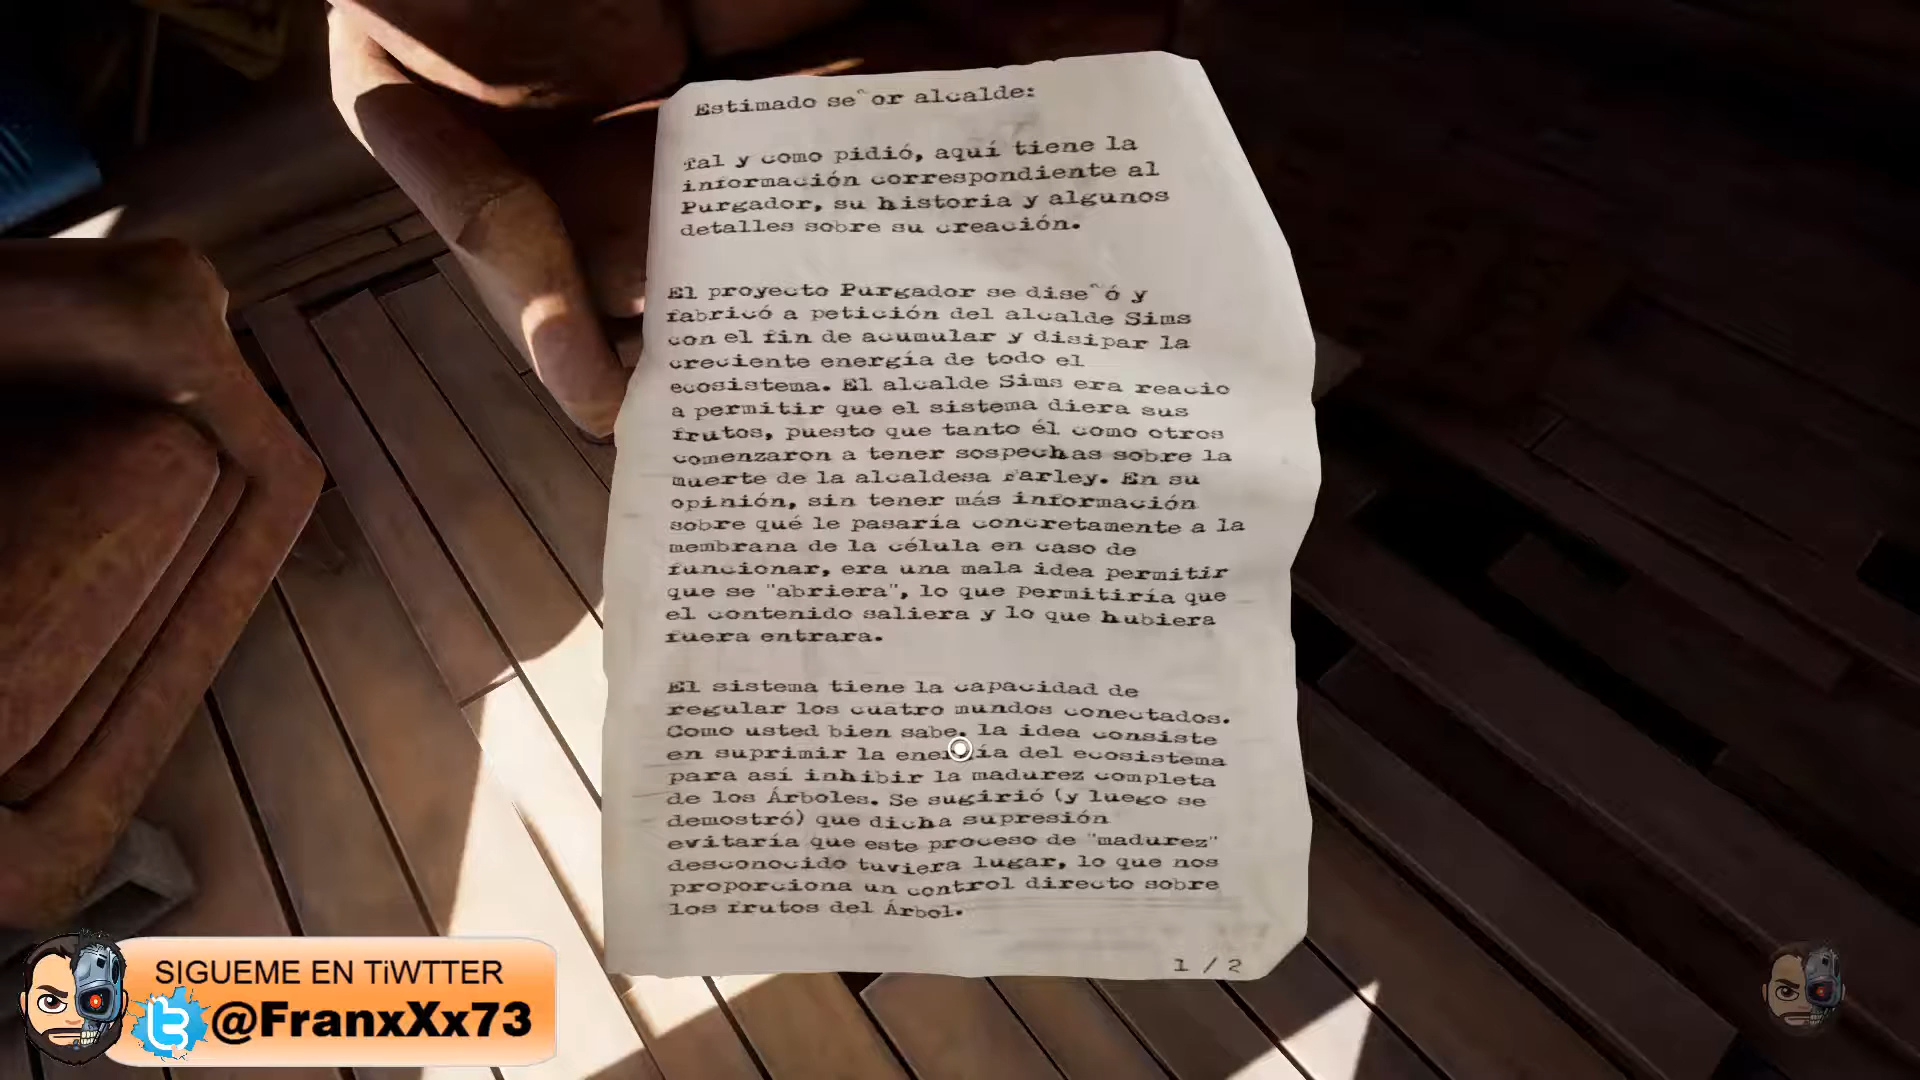 Estimado señor alcalde:
Tal y como pidió, aquí tiene la
información correspondiente al
Purgador, su historia y algunos
detalles sobre su creación.
El proyecto Purgador se diseñó y
fabricó a petición del alcalde Sims
con el fin de acumular y disipar la
creciente energía de todo el
ecosistema. El alcalde Sims era reacio
a permitir que el sistema diera sus
frutos, puesto que tanto él como otros
comenzaron a tener sospechas sobre la
muerte de la alcaldesa Farley. En su
opinión, sin tener más información
sobre qué le pasaría concretamente a la
membrana de la célula en caso de
funcionar, era una mala idea permitir
que se "abriera", lo que permitiría que
el contenido saliera y lo que hubiera
fuera entrara.
El sistema tiene la capacidad de
regular los cuatro mundos conectados.
Como usted bien sabe, la idea consiste
en suprimir la energía del ecosistema
para así inhibir la madurez completa
de los Árboles. Se sugirió (y luego se
demostró) que dicha supresión
evitaría que este proceso de "madurez"
desconocido tuviera lugar, lo que nos
proporciona un control directo sobre
los frutos del Árbol.
1 / 2
SIGUEME EN TiWTTER
@FranxXx73